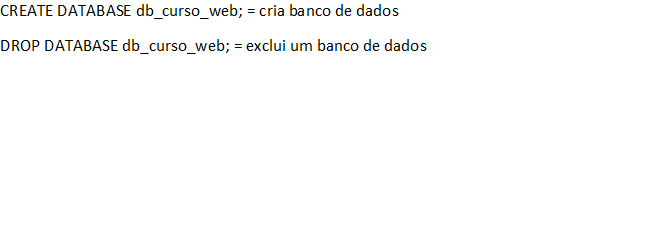 CREATE DATABASE db_curso_web; = cria banco de dados
DROP DATABASE db_curso_web; = exclui um banco de dados